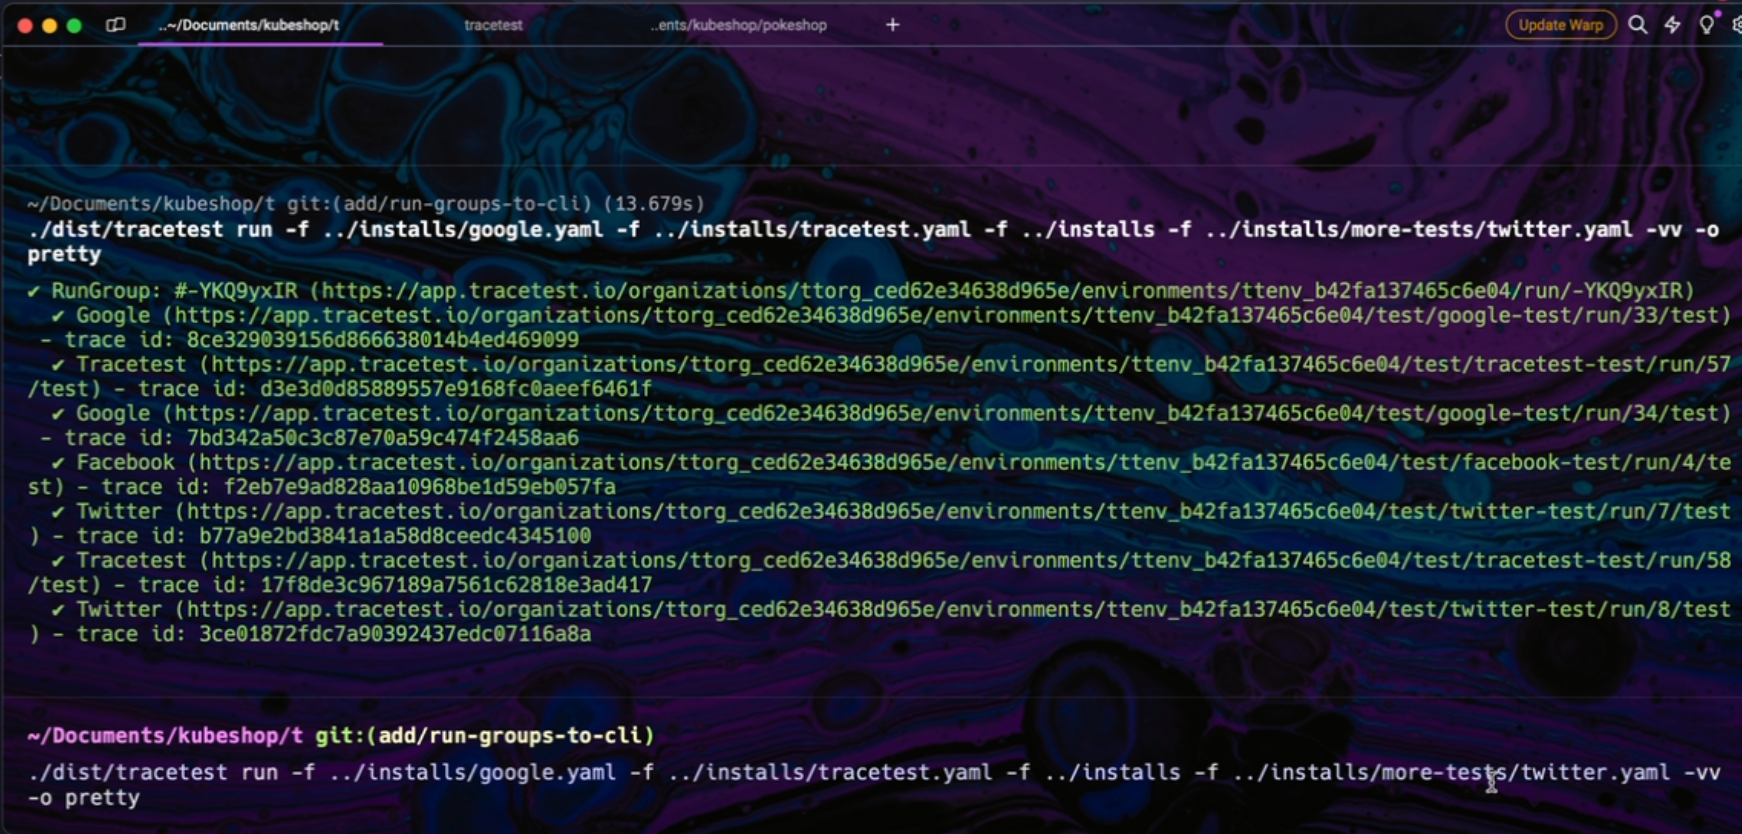 ..~/Documents/kubeshop/t
tracetest
..ents/kubeshop/pokeshop
+
Update Warp
~/Documents/kubeshop/t git:(add/run-groups-to-cli) (13.679s)
./dist/tracetest run -f ../installs/google.yaml -f ../installs/tracetest.yaml -f ../installs -f ../installs/more-tests/twitter.yaml -vv -o
pretty
✔ RunGroup: #-YKQ9yxIR (https://app.tracetest.io/organizations/ttorg_ced62e34638d965e/environments/ttenv_b42fa137465c6e04/run/-YKQ9yxIR)
✔ Google (https://app.tracetest.io/organizations/ttorg_ced62e34638d965e/environments/ttenv_b42fa137465c6e04/test/google-test/run/33/test)
- trace id: 8ce329039156d866638014b4ed469099
✔ Tracetest (https://app.tracetest.io/organizations/ttorg_ced62e34638d965e/environments/ttenv_b42fa137465c6e04/test/tracetest-test/run/57
/test) - trace id: d3e3d0d85889557e9168fc0aeef6461f
✔ Google (https://app.tracetest.io/organizations/ttorg_ced62e34638d965e/environments/ttenv_b42fa137465c6e04/test/google-test/run/34/test)
- trace id: 7bd342a50c3c87e70a59c474f2458aa6
✔ Facebook (https://app.tracetest.io/organizations/ttorg_ced62e34638d965e/environments/ttenv_b42fa137465c6e04/test/facebook-test/run/4/te
st) - trace id: f2eb7e9ad828aa10968be1d59eb057fa
✔ Twitter (https://app.tracetest.io/organizations/ttorg_ced62e34638d965e/environments/ttenv_b42fa137465c6e04/test/twitter-test/run/7/test
) - trace id: b77a9e2bd3841a1a58d8ceedc4345100
✔ Tracetest (https://app.tracetest.io/organizations/ttorg_ced62e34638d965e/environments/ttenv_b42fa137465c6e04/test/tracetest-test/run/58
/test) - trace id: 17f8de3c967189a7561c62818e3ad417
✔ Twitter (https://app.tracetest.io/organizations/ttorg_ced62e34638d965e/environments/ttenv_b42fa137465c6e04/test/twitter-test/run/8/test
) - trace id: 3ce01872fdc7a90392437edc07116a8a
~/Documents/kubeshop/t git:(add/run-groups-to-cli)
./dist/tracetest run -f ../installs/google.yaml -f ../installs/tracetest.yaml -f ../installs -f ../installs/more-tests/twitter.yaml -vv
-o pretty